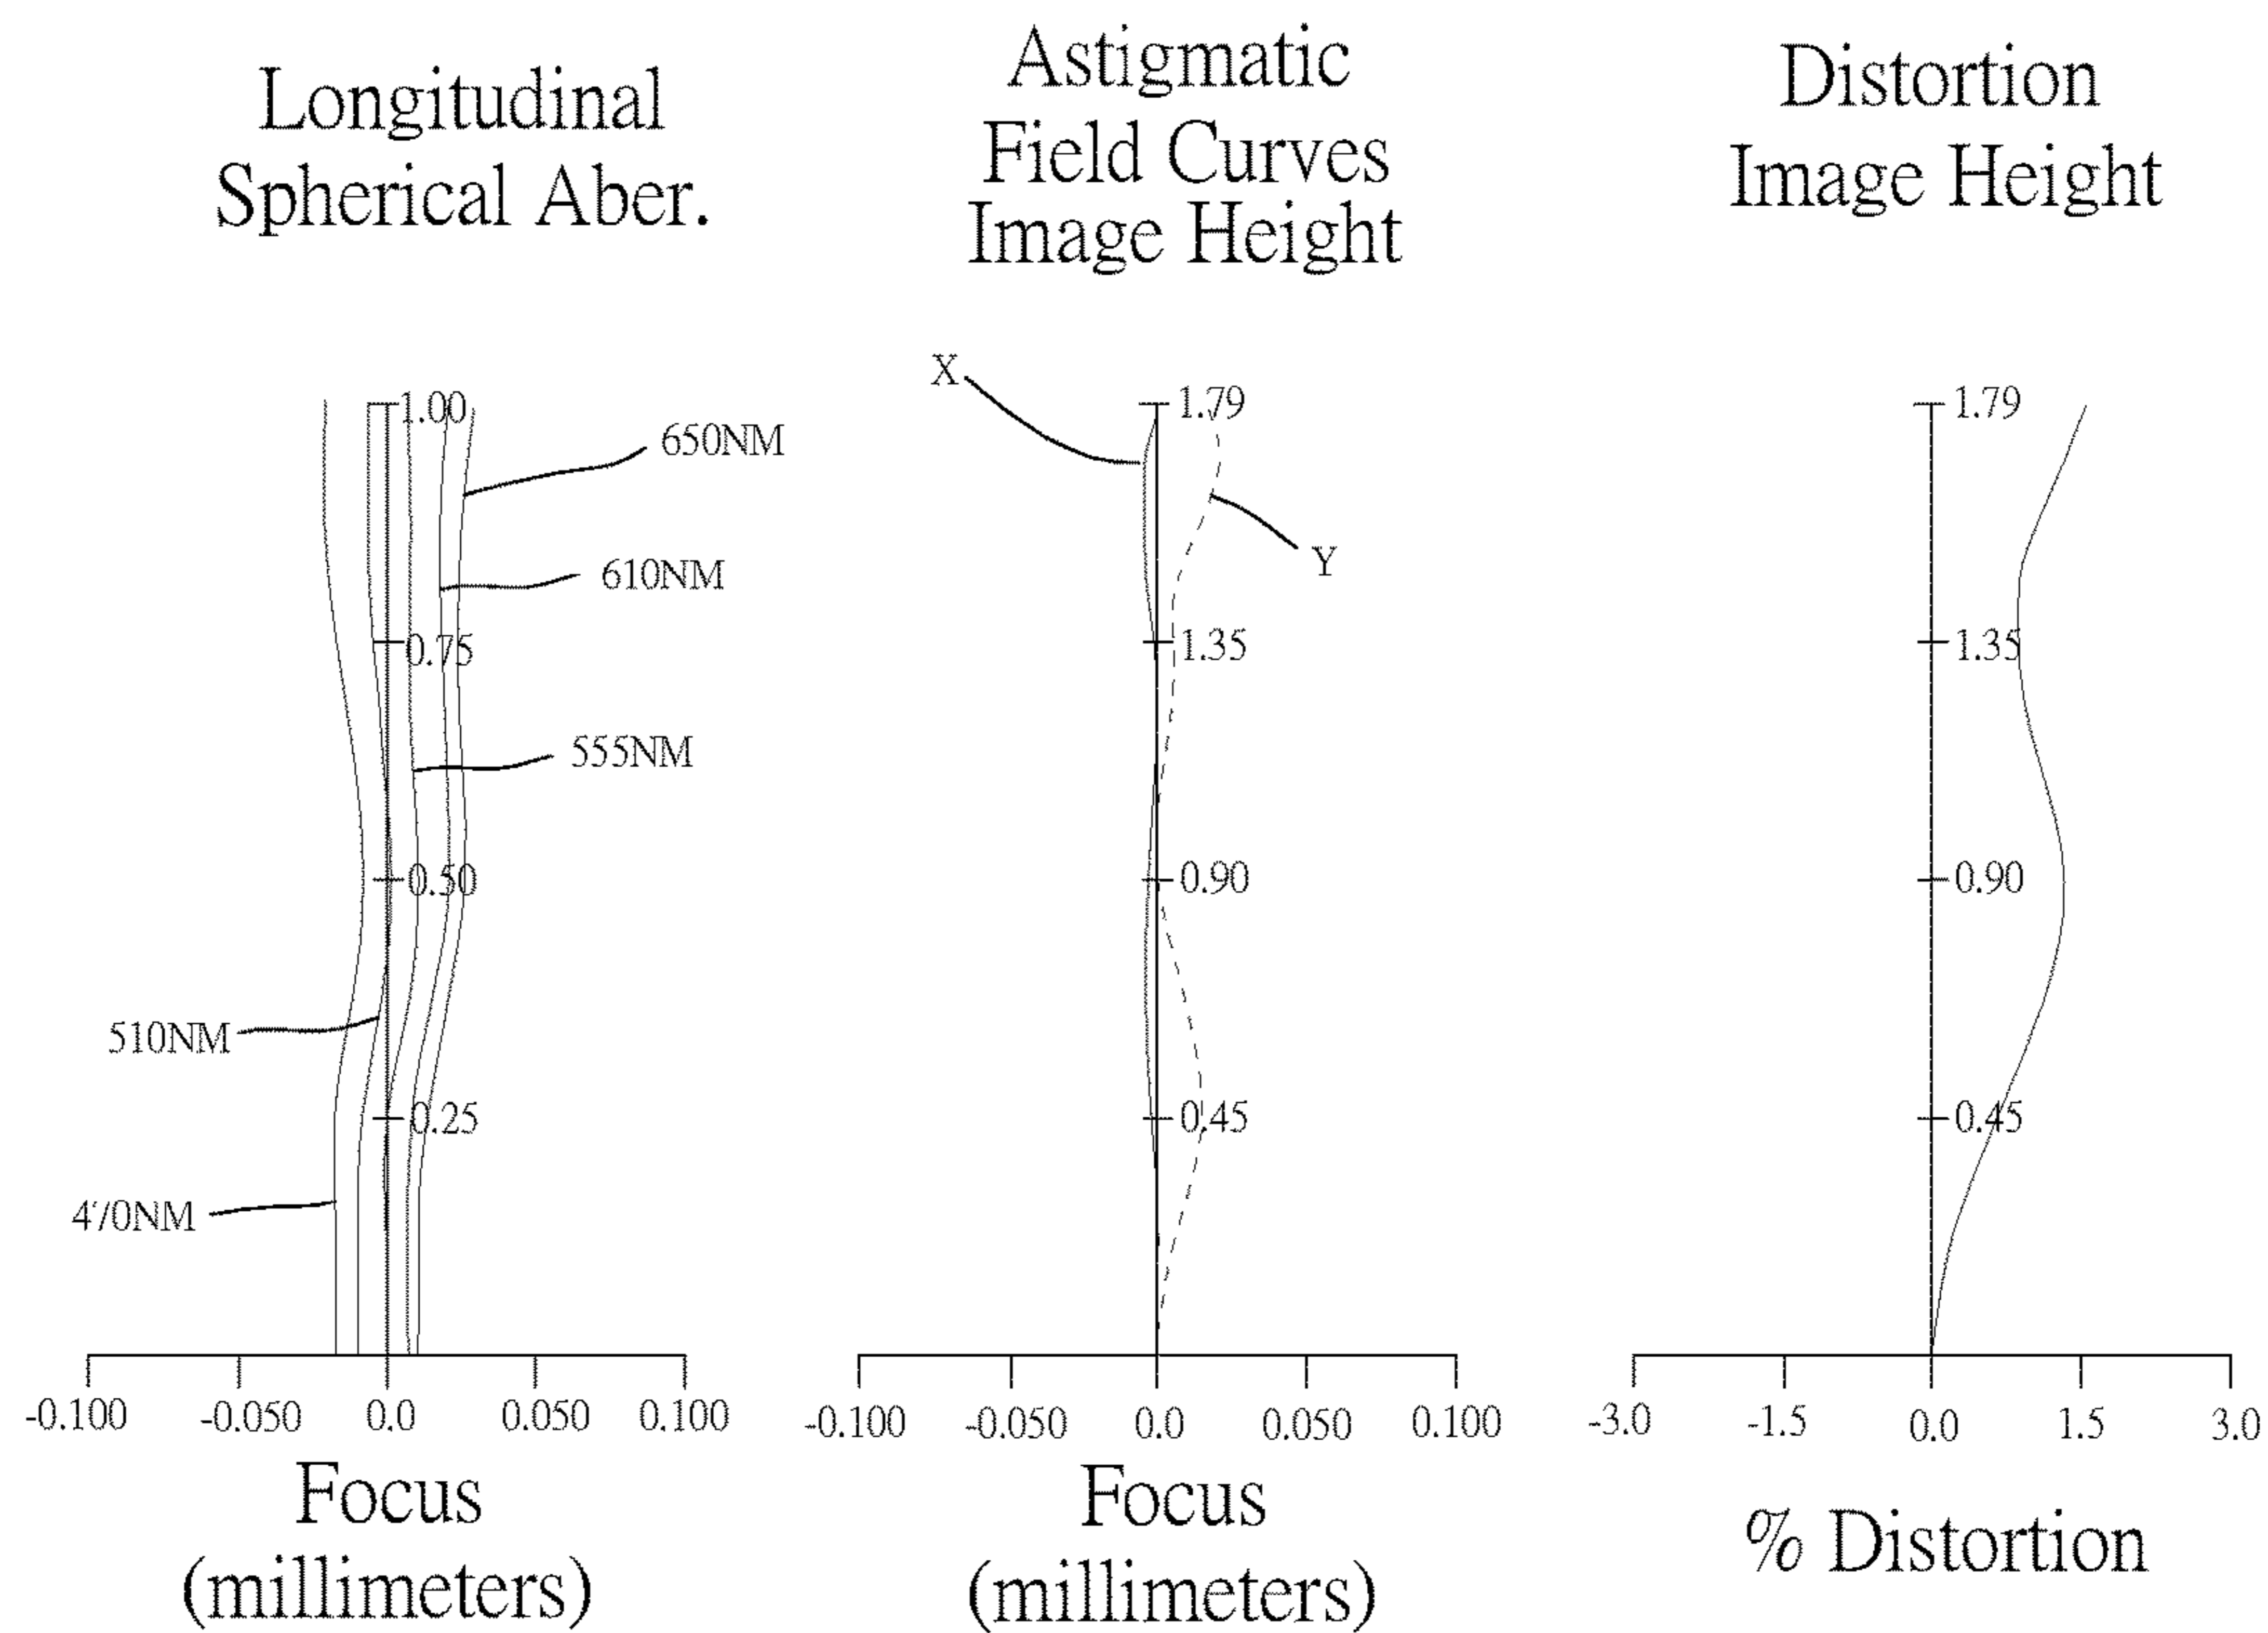 Longitudinal
Spherical Aber.
1.00
650NM
610NM
0.75
555NM
0.50
510NM
0.25
470NM
-0.100 -0.050 0.0 0.050 0.100
Focus
(millimeters)
Astigmatic
Field Curves
Image Height
X
1.79
Y
1.35
0.90
0.45
-0.100 -0.050 0.0 0.050 0.100
Focus
(millimeters)
Distortion
Image Height
1.79
1.35
0.90
0.45
-3.0 -1.5 0.0 1.5 3.0
% Distortion